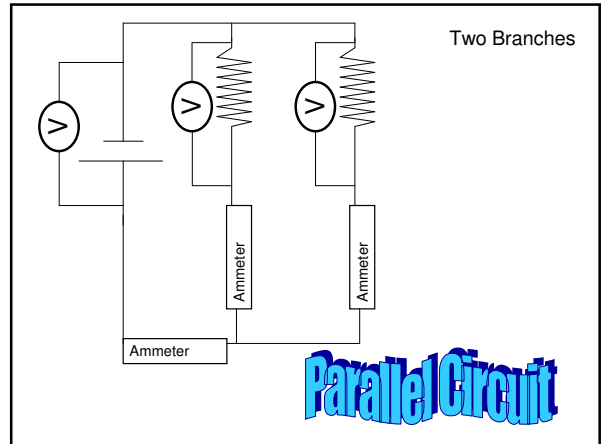 Two Branches
V
V
V
Ammeter
Ammeter
Ammeter
Parallel Circuit